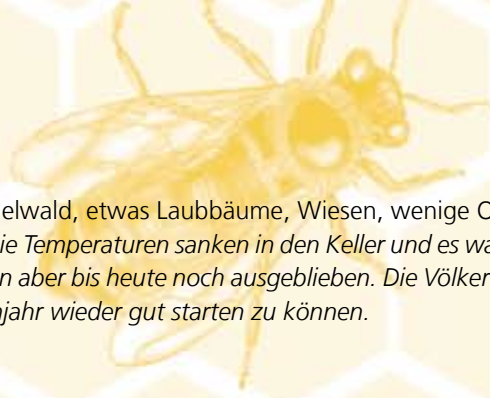 elwald, etwas Laubbäume, Wiesen, wenige O
ie Temperaturen sanken in den Keller und es wa
n aber bis heute noch ausgeblieben. Die Völker
jahr wieder gut starten zu können.